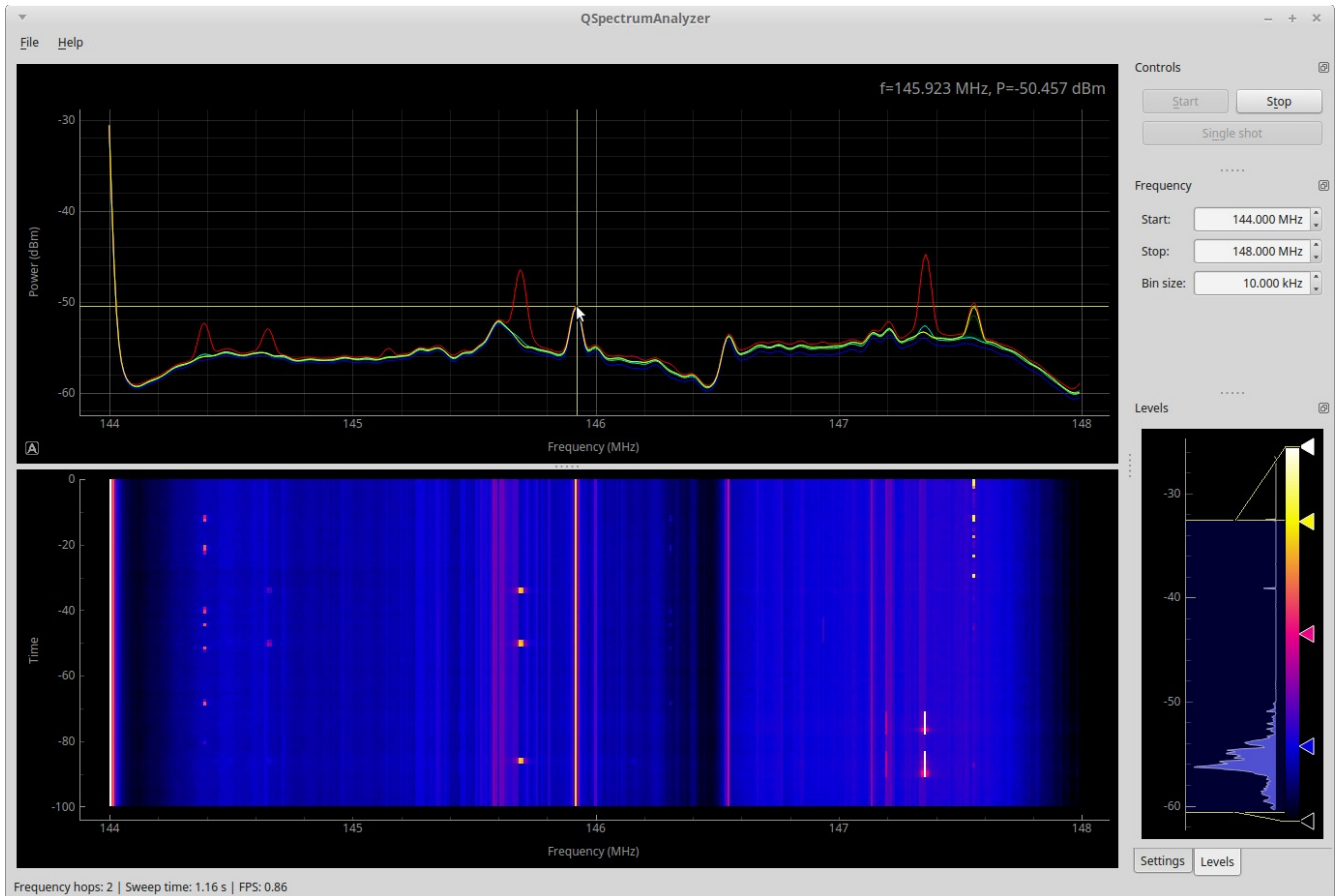 QSpectrumAnalyzer
File Help
f=145.923 MHz, P=-50.457 dBm
-30
-40
-50
-60
Power (dBm)
144 145 146 147 148
Frequency (MHz)
A
0
-20
-40
-60
-80
-100
Time
144 145 146 147 148
Frequency (MHz)
Controls
Start Stop
Single shot
Frequency
Start: 144.000 MHz
Stop: 148.000 MHz
Bin size: 10.000 kHz
Levels
-30
-40
-50
-60
Settings Levels
Frequency hops: 2 | Sweep time: 1.16 s | FPS: 0.86